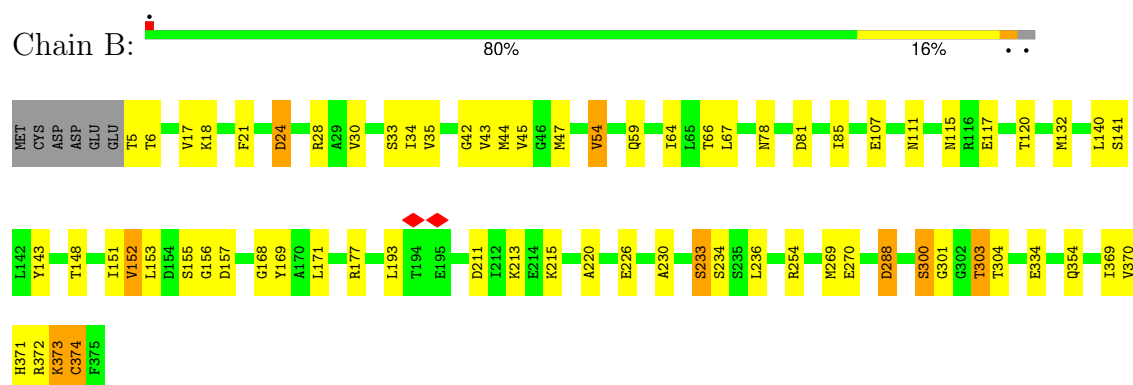 Chain B:
80% 16%
MET CYS ASP ASP GLU GLU T5 T6 V17 K18 F21 D24 R28 A29 V30 S33 I34 V35 G42 V43 M44 V45 G46 M47 V54 Q59 I64 L65 T66 L67 N78 D81 I85 E107 N111 N115 R116 E117 T120 M132 L140 S141
L142 Y143 T148 I151 V152 L153 D154 S155 G156 D157 G168 Y169 A170 L171 R177 L193 T194 E195 D211 I212 K213 E214 K215 A220 E226 A230 S233 S234 S235 L236 R254 M269 E270 D288 S300 G301 G302 T303 T304 E334 Q354 I369 V370
H371 R372 K373 C374 F375